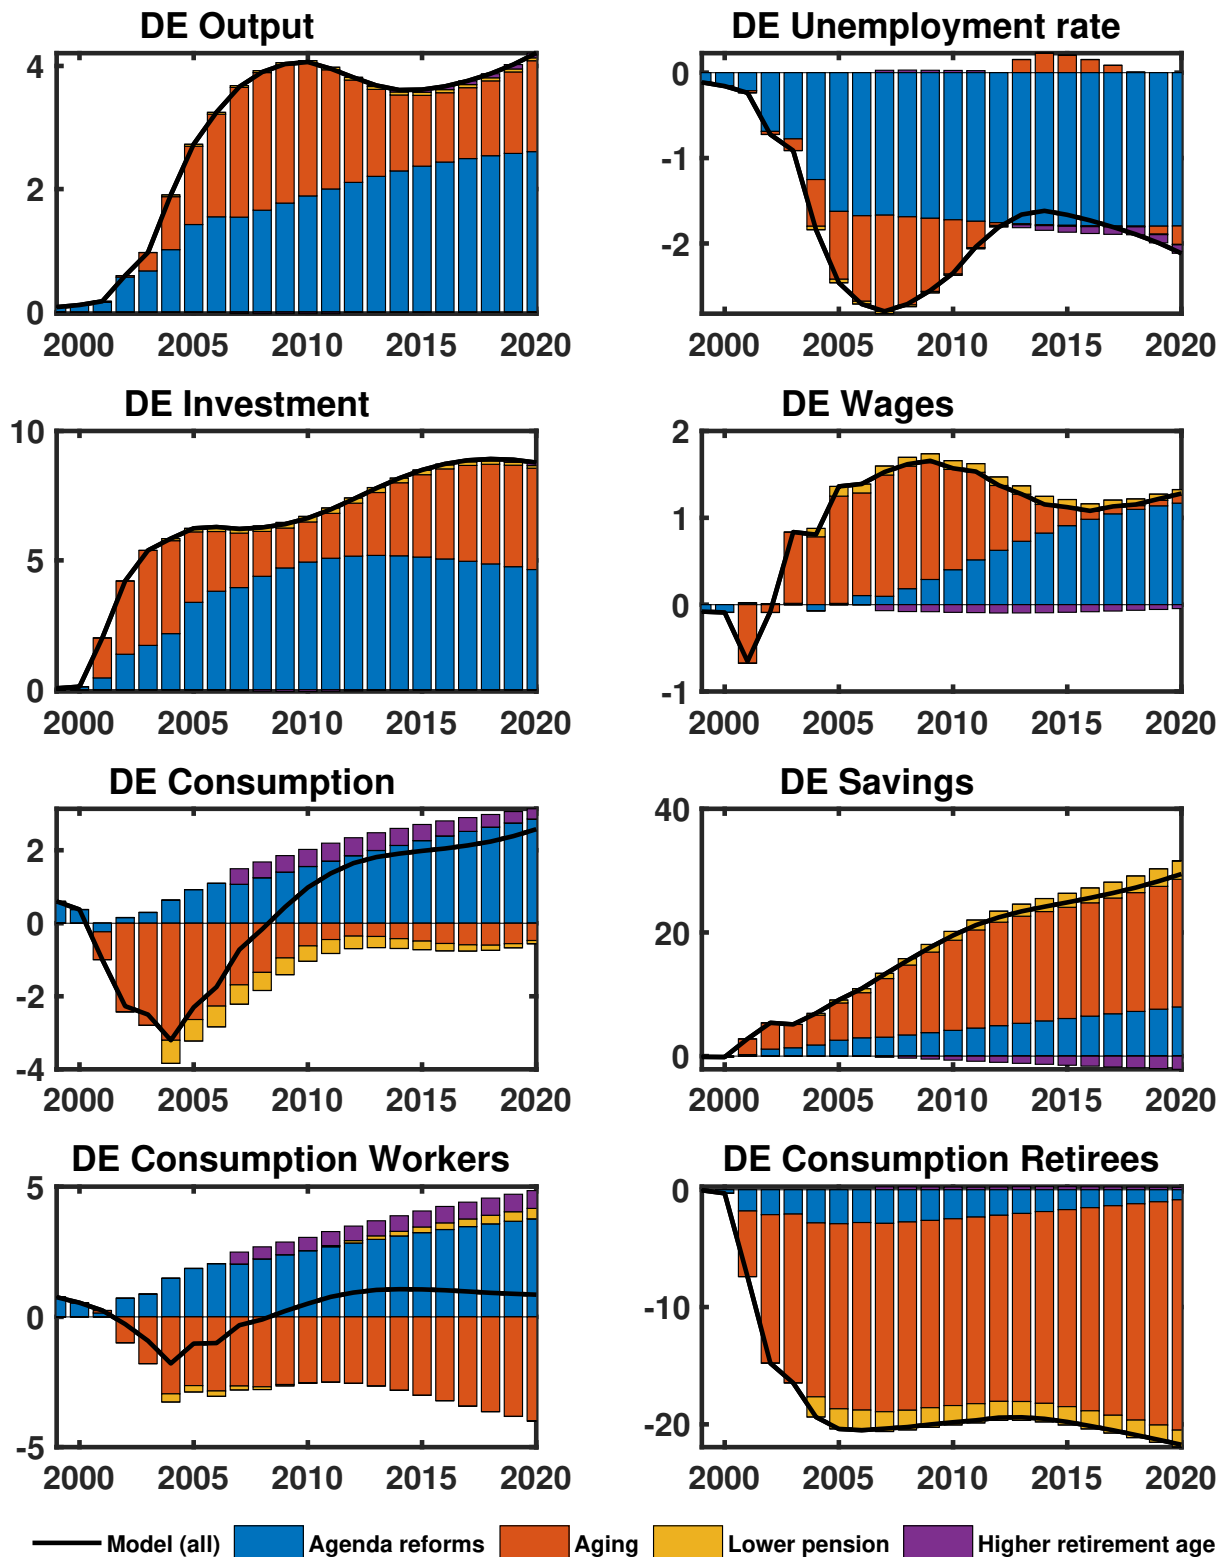 DE Output
DE Unemployment rate
4
2
0
2000 2005 2010 2015 2020
0
-1
-2
2000 2005 2010 2015 2020
DE Investment
DE Wages
10
5
0
2000 2005 2010 2015 2020
2
1
0
-1
2000 2005 2010 2015 2020
DE Consumption
DE Savings
2
0
-2
-4
2000 2005 2010 2015 2020
40
20
0
2000 2005 2010 2015 2020
DE Consumption Workers
DE Consumption Retirees
5
0
-5
2000 2005 2010 2015 2020
0
-10
-20
2000 2005 2010 2015 2020
Model (all) Agenda reforms Aging Lower pension Higher retirement age